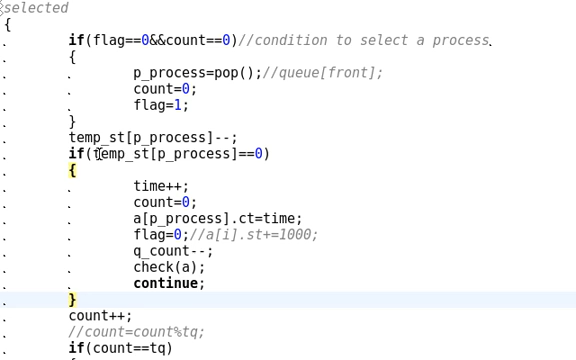 selected
{
if(flag==0&&count==0)//condition to select a process
{
p_process=pop();//queue[front];
count=0;
flag=1;
}
temp_st[p_process]--;
if(temp_st[p_process]==0)
{
time++;
count=0;
a[p_process].ct=time;
flag=0;//a[i].st+=1000;
q_count--;
check(a);
continue;
}
count++;
//count=count%tq;
if(count==tq)